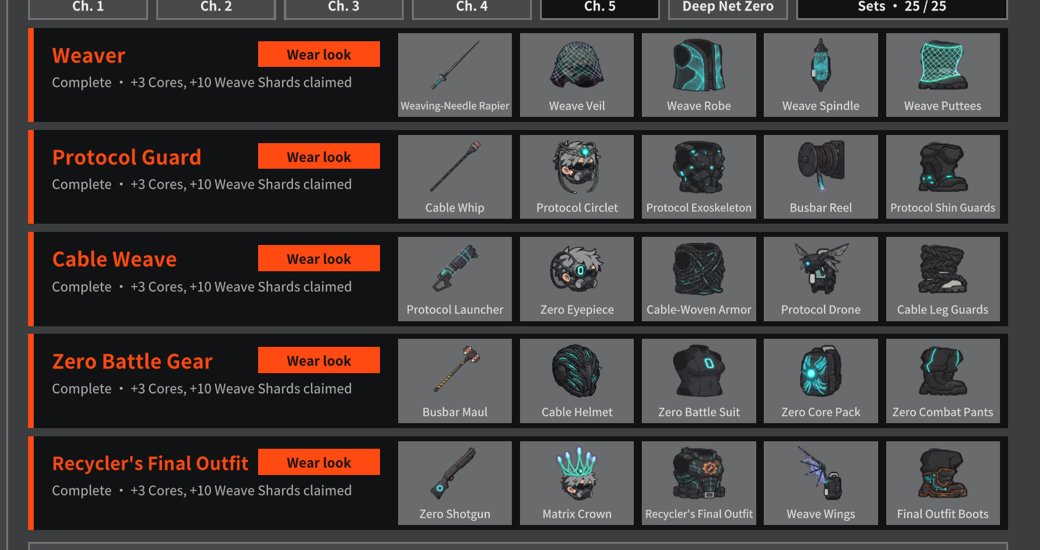 Ch. 1
Ch. 2
Ch. 3
Ch. 4
Ch. 5
Deep Net Zero
Sets • 25 / 25
Weaver
Wear look
Complete • +3 Cores, +10 Weave Shards claimed
Weaving-Needle Rapier
Weave Veil
Weave Robe
Weave Spindle
Weave Puttees
Protocol Guard
Wear look
Complete • +3 Cores, +10 Weave Shards claimed
Cable Whip
Protocol Circlet
Protocol Exoskeleton
Busbar Reel
Protocol Shin Guards
Cable Weave
Wear look
Complete • +3 Cores, +10 Weave Shards claimed
Protocol Launcher
Zero Eyepiece
Cable-Woven Armor
Protocol Drone
Cable Leg Guards
Zero Battle Gear
Wear look
Complete • +3 Cores, +10 Weave Shards claimed
Busbar Maul
Cable Helmet
Zero Battle Suit
Zero Core Pack
Zero Combat Pants
Recycler's Final Outfit
Wear look
Complete • +3 Cores, +10 Weave Shards claimed
Zero Shotgun
Matrix Crown
Recycler's Final Outfit
Weave Wings
Final Outfit Boots